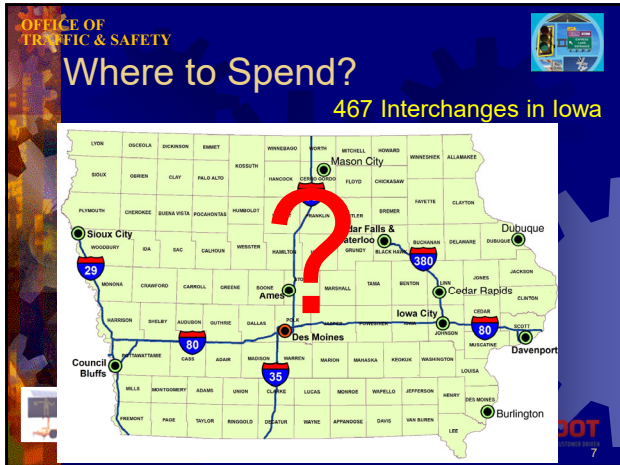 OFFICE OF
TRAFFIC & SAFETY
Where to Spend?
467 Interchanges in Iowa
LYON OSCEOLA DICKINSON EMMET WINNEBAGO WORTH MITCHELL HOWARD WINNESHIEK ALLAMAKEE
KOSSUTH
Mason City
SIOUX OBRIEN CLAY PALO ALTO HANCOCK CERRO GORDO FLOYD CHICKASAW
PLYMOUTH CHEROKEE BUENA VISTA POCAHONTAS HUMBOLDT FRANKLIN BREMER FAYETTE CLAYTON
?
Sioux City
Falls &
Dubuque
WOODBURY IDA SAC CALHOUN WEBSTER HAMILTON GRUNDY BLACK HAWK BUCHANAN DELAWARE DUBUQUE
380
29
MONONA CRAWFORD CARROLL GREENE BOONE MARSHALL TAMA BENTON LINN JONES JACKSON
Ames
Cedar Rapids
CLINTON
HARRISON SHELBY AUDUBON GUTHRIE DALLAS POLK Iowa City CEDAR
JOHNSON
80
SCOTT
Des Moines
MUSCATINE
Davenport
80
Council
Bluffs
POTTAWATTAMIE CASS ADAIR MADISON WARREN MARION MAHASKA KEOKUK WASHINGTON
LOUISA
35
MILLS MONTGOMERY ADAMS UNION CLARKE LUCAS MONROE WAPELLO JEFFERSON HENRY DES MOINES
Burlington
FREMONT PAGE TAYLOR RINGGOLD DECATUR WAYNE APPANOOSE DAVIS VAN BUREN LEE
DOT
7